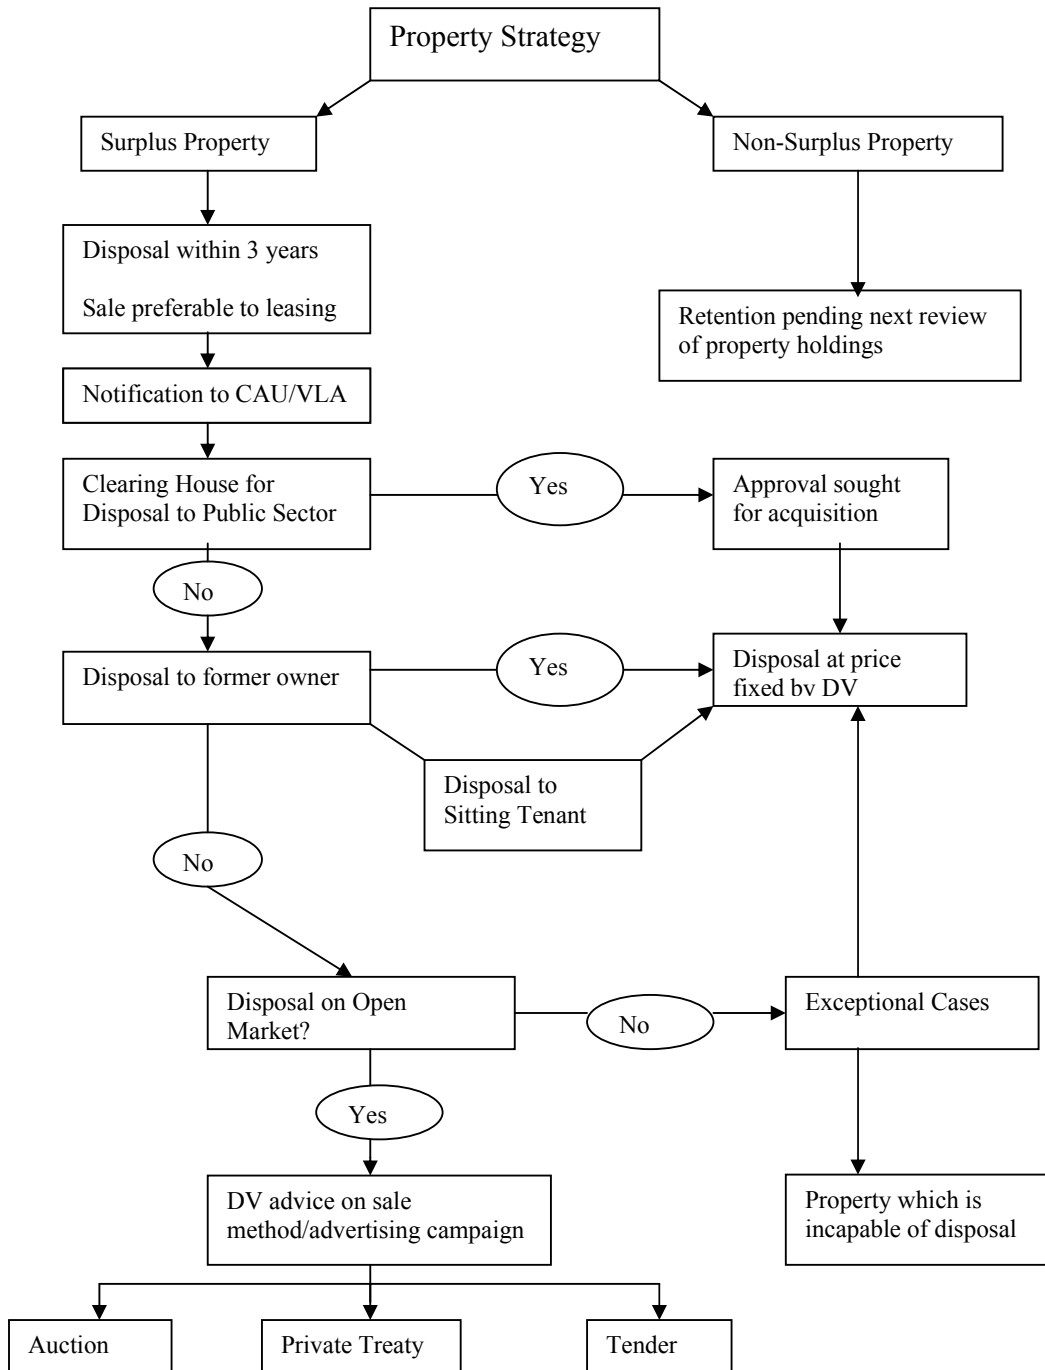 Property Strategy
Surplus Property
Non-Surplus Property
Disposal within 3 years
Sale preferable to leasing
Retention pending next review
of property holdings
Notification to CAU/VLA
Clearing House for
Disposal to Public Sector
Yes
Approval sought
for acquisition
No
Disposal to former owner
Yes
Disposal at price
fixed by DV
Disposal to
Sitting Tenant
No
Disposal on Open
Market?
No
Exceptional Cases
Yes
DV advice on sale
method/advertising campaign
Property which is
incapable of disposal
Auction
Private Treaty
Tender